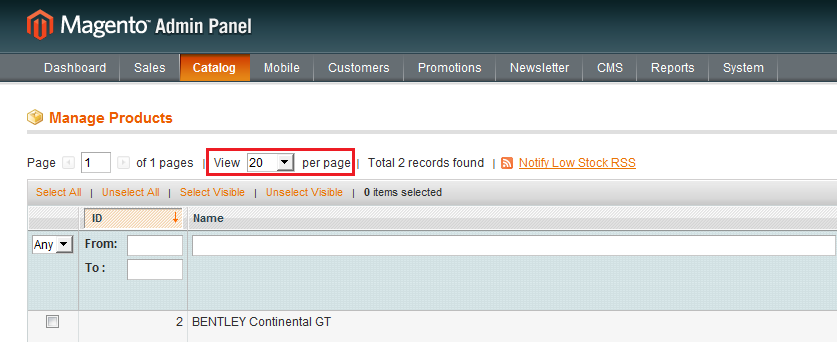 Magento™ Admin Panel
Dashboard Sales Catalog Mobile Customers Promotions Newsletter CMS Reports System
Manage Products
Page 1 of 1 pages | View 20 per page | Total 2 records found | Notify Low Stock RSS
Select All | Unselect All | Select Visible | Unselect Visible | 0 items selected
ID ↓ Name
Any From:
To :
2 BENTLEY Continental GT